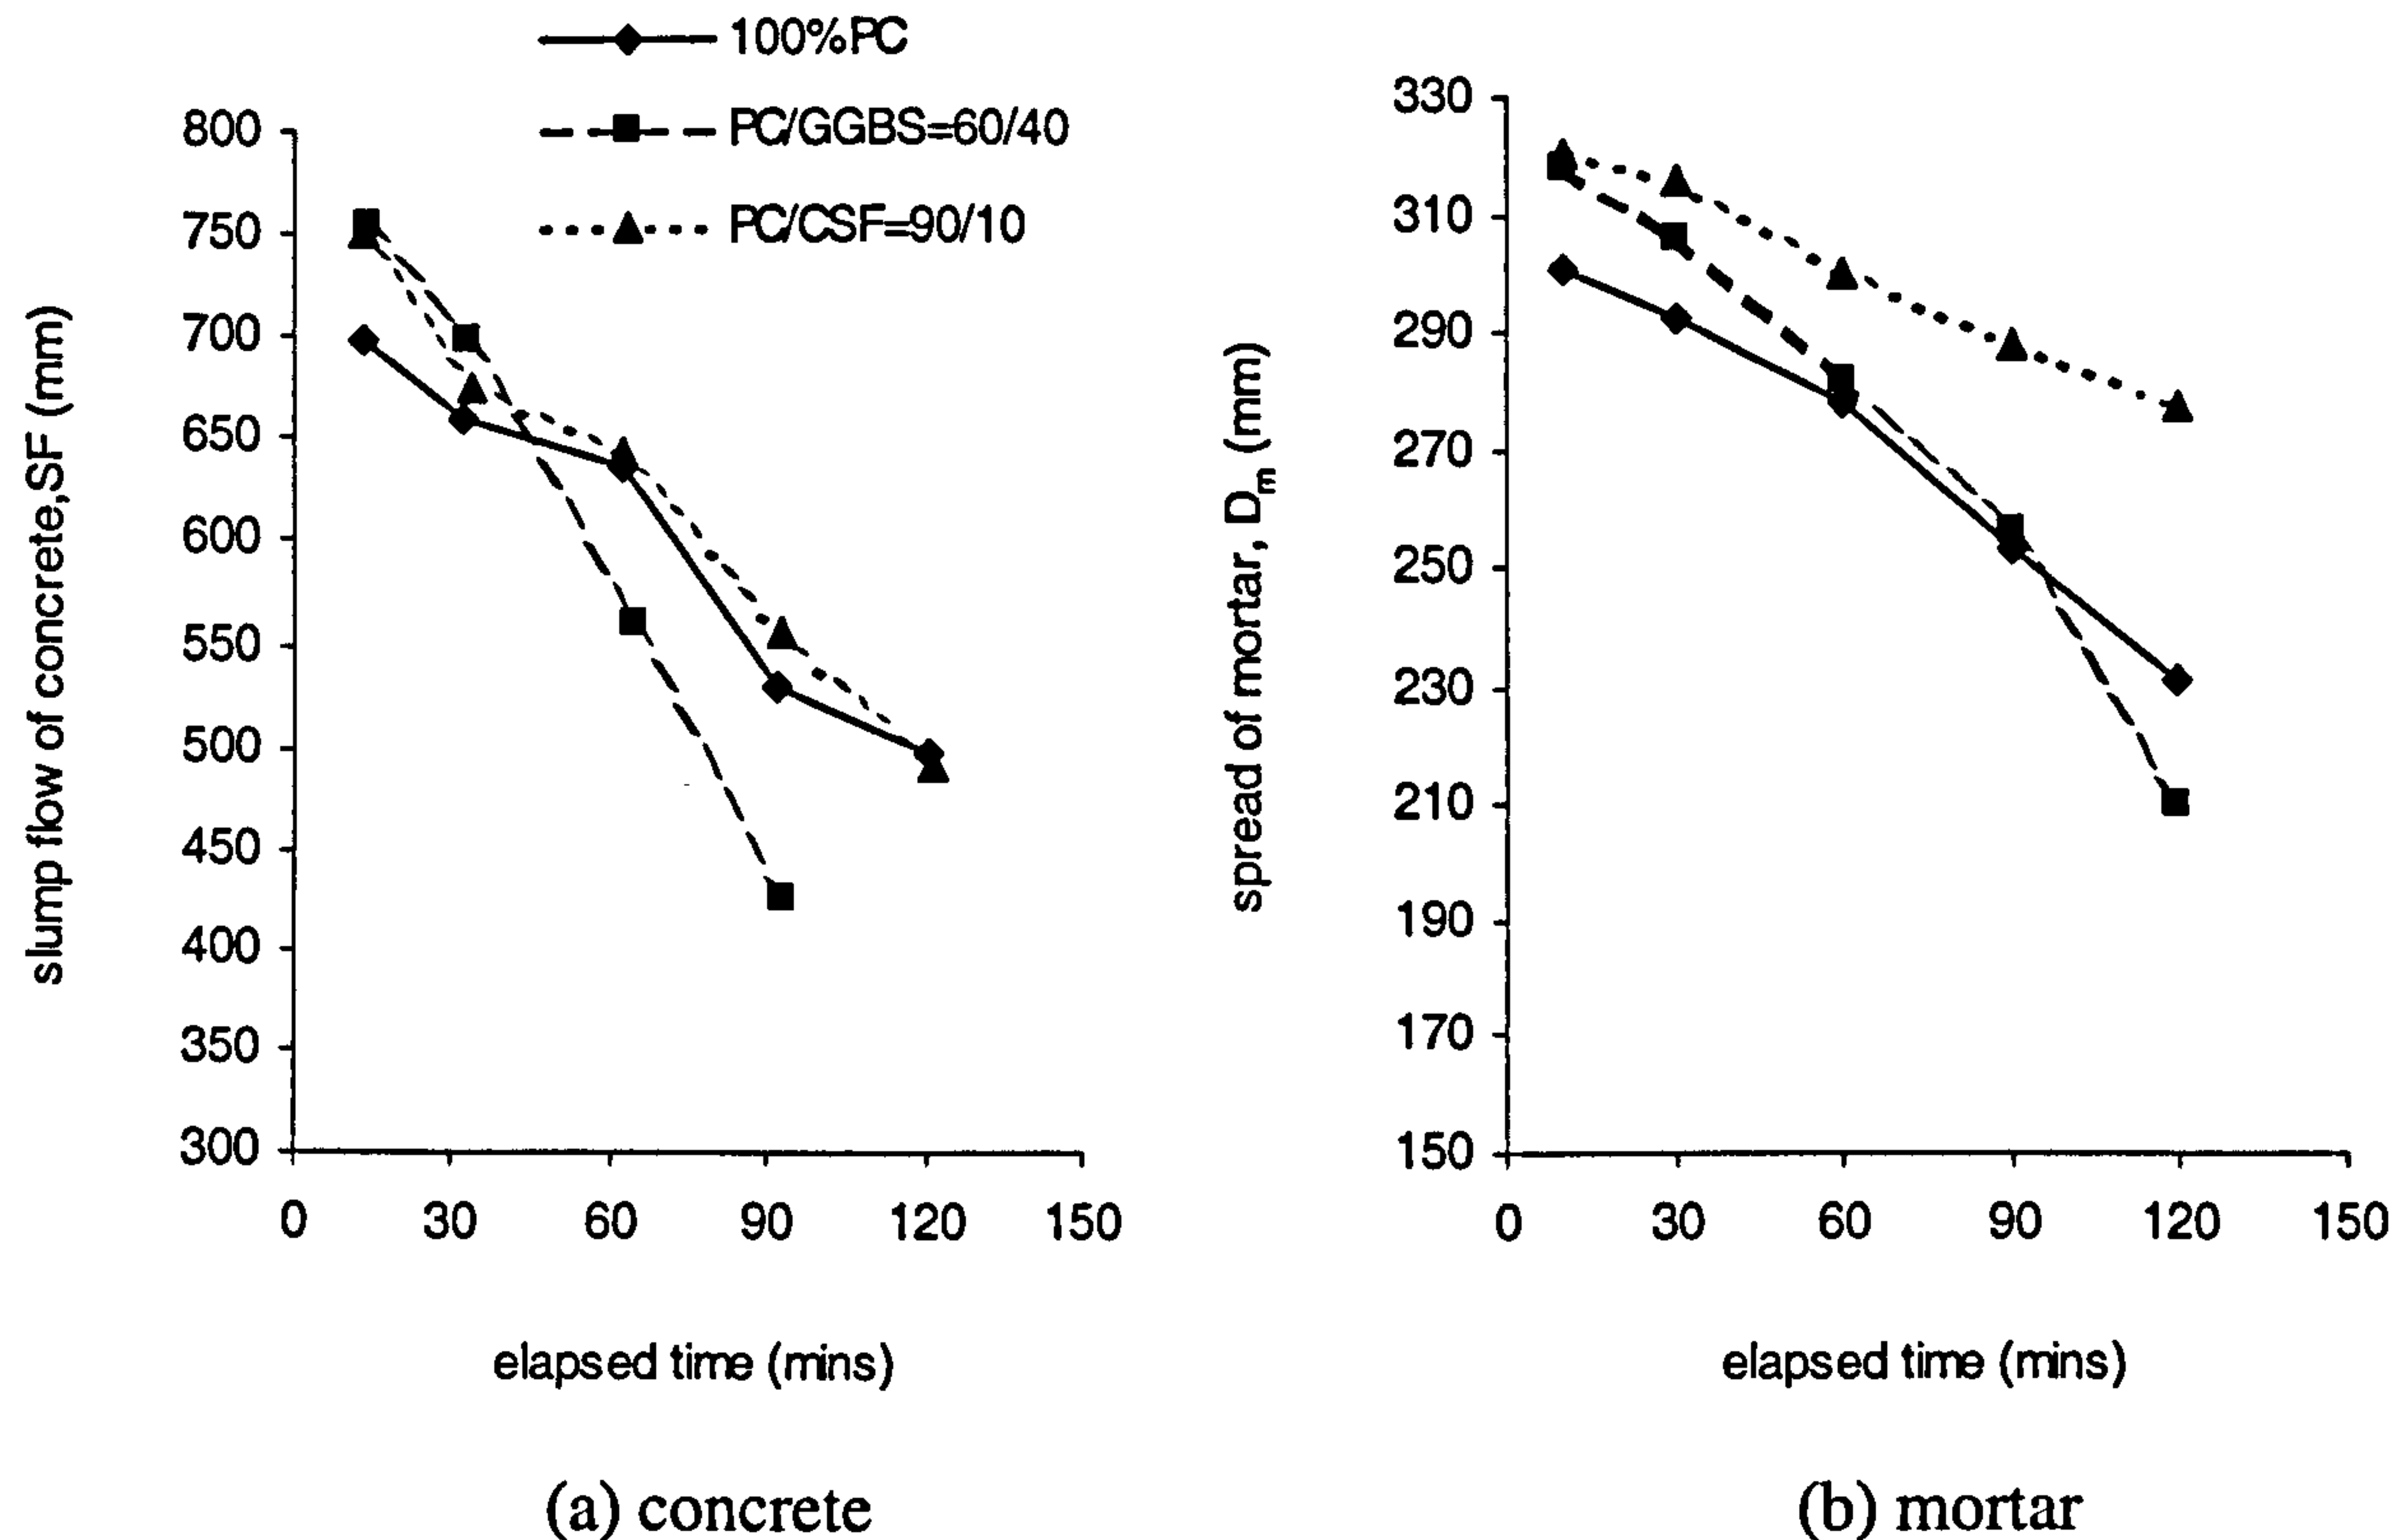 100%PC
PC/GGBS=60/40
PC/CSF=90/10
800
750
700
650
600
550
500
450
400
350
300
0 30 60 90 120 150
slump flow of concrete,SF (mm)
elapsed time (mins)
(a) concrete
330
310
290
270
250
230
210
190
170
150
0 30 60 90 120 150
spread of mortar, Dm (mm)
elapsed time (mins)
(b) mortar